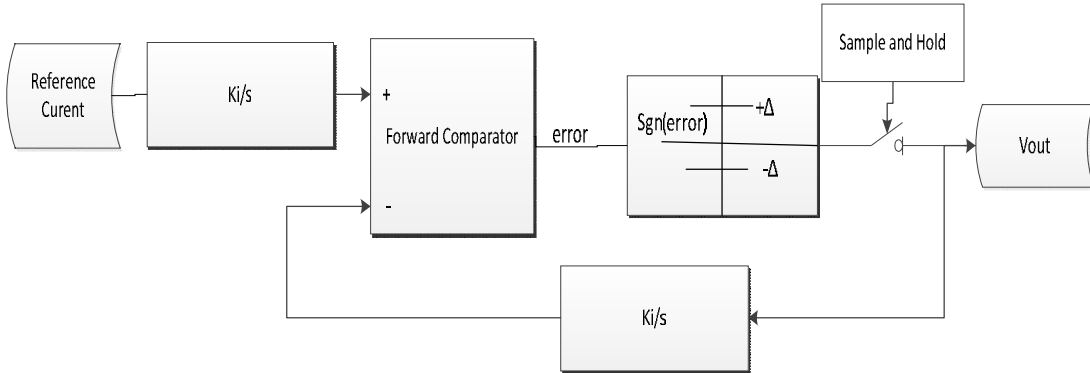 Reference
Curent
Ki/s
+
Forward Comparator
-
error
Sgn(error)
+Δ
-Δ
Sample and Hold
Vout
Ki/s